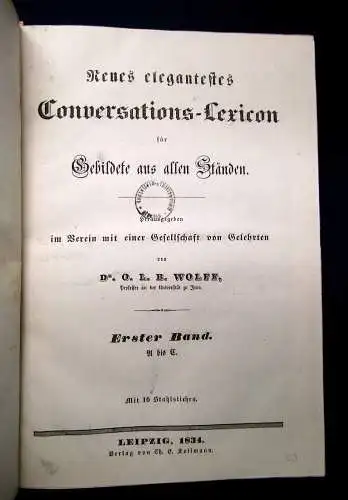 Neues elegantestes
Conversations-Lexicon
für
Gebildete aus allen Ständen.
Herausgegeben
im Verein mit einer Gesellschaft von Gelehrten
von
Dr. O. L. B. WOLFF,
Professor an der Universität zu Jena.
Erster Band.
A bis E.
Mit 16 Stahlstichen.
LEIPZIG, 1834.
Verlag von Ch. E. Kollmann.